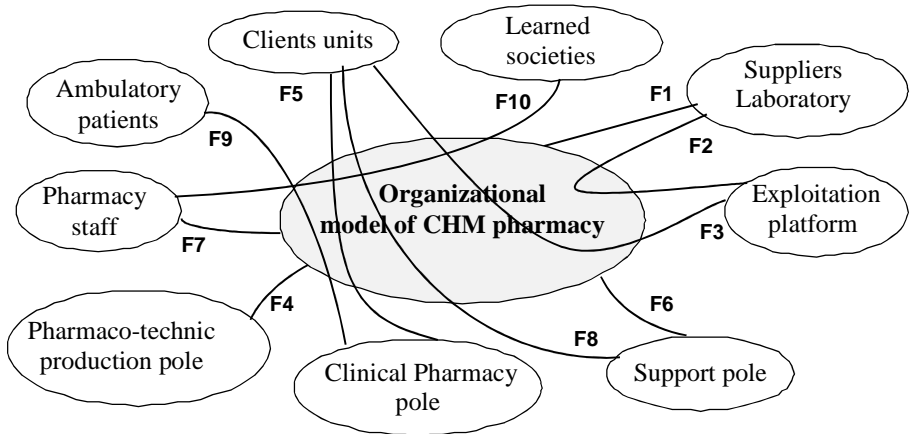 Clients units
Learned
societies
Suppliers
Laboratory
Ambulatory
patients
F5
F10
F1
F9
F2
Organizational
model of CHM pharmacy
Pharmacy
staff
Exploitation
platform
F7
F3
F4
F6
F8
Pharmaco-technic
production pole
Clinical Pharmacy
pole
Support pole